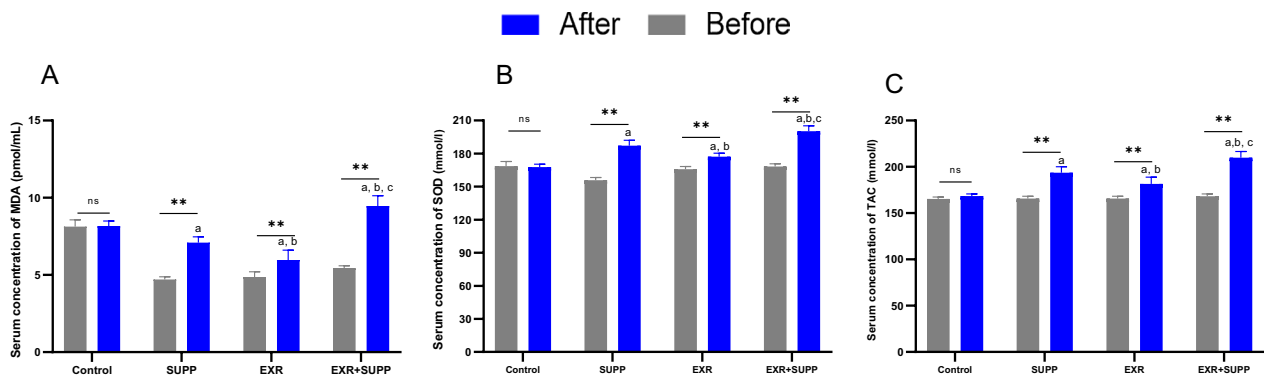 After Before
A
Serum concentration of MDA (pmol/mL)
15
10
5
0
ns
**
a
**
a, b
**
a, b, c
Control SUPP EXR EXR+SUPP
B
Serum concentration of SOD (mmol/l)
210
180
150
120
90
60
30
0
ns
**
a
**
a, b
**
a,b,c
Control SUPP EXR EXR+SUPP
C
Serum concentration of TAC (mmol/l)
250
200
150
100
50
0
ns
**
a
**
a, b
**
a,b, c
Control SUPP EXR EXR+SUPP